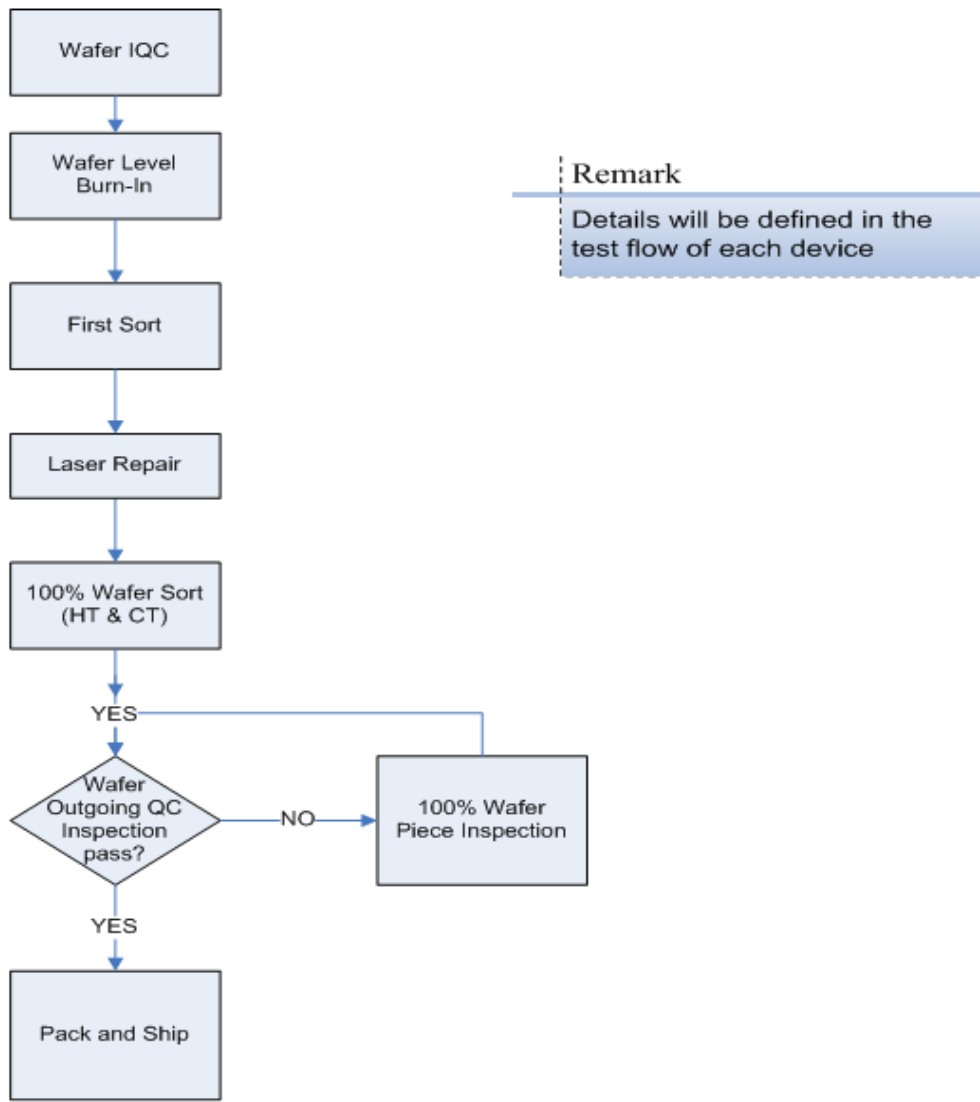 Wafer IQC
Wafer Level
Burn-In
Remark
Details will be defined in the
test flow of each device
First Sort
Laser Repair
100% Wafer Sort
(HT & CT)
YES
Wafer
Outgoing QC
Inspection
pass?
NO
100% Wafer
Piece Inspection
YES
Pack and Ship